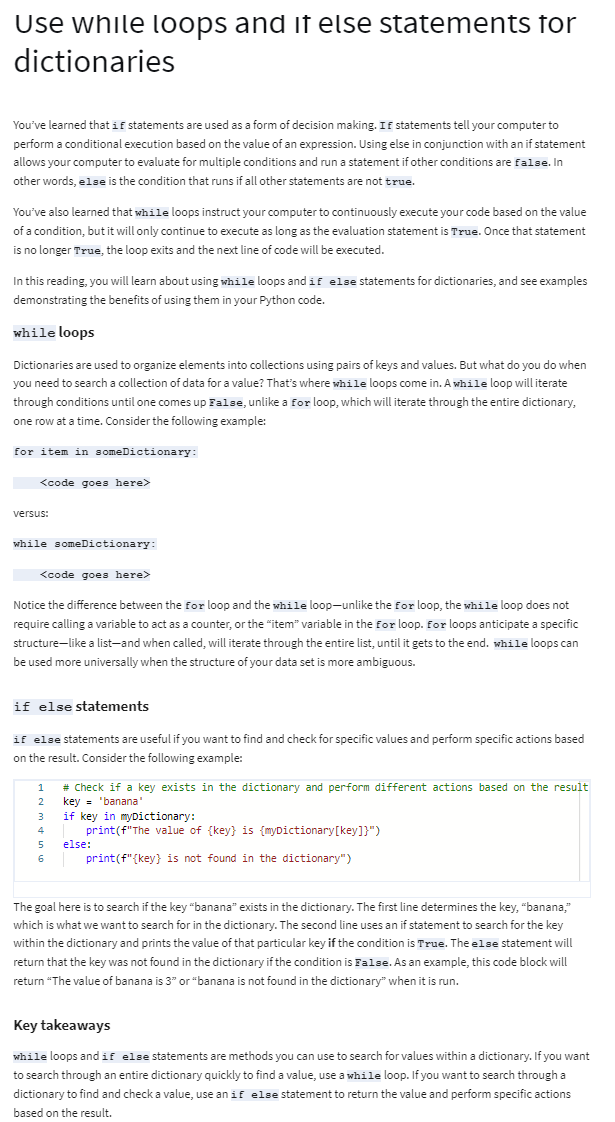 Use while loops and if else statements for
dictionaries
You’ve learned that if statements are used as a form of decision making. If statements tell your computer to
perform a conditional execution based on the value of an expression. Using else in conjunction with an if statement
allows your computer to evaluate for multiple conditions and run a statement if other conditions are false. In
other words, else is the condition that runs if all other statements are not true.
You’ve also learned that while loops instruct your computer to continuously execute your code based on the value
of a condition, but it will only continue to execute as long as the evaluation statement is True. Once that statement
is no longer True, the loop exits and the next line of code will be executed.
In this reading, you will learn about using while loops and if else statements for dictionaries, and see examples
demonstrating the benefits of using them in your Python code.
while loops
Dictionaries are used to organize elements into collections using pairs of keys and values. But what do you do when
you need to search a collection of data for a value? That’s where while loops come in. A while loop will iterate
through conditions until one comes up False, unlike a for loop, which will iterate through the entire dictionary,
one row at a time. Consider the following example:
for item in someDictionary:
<code goes here>
versus:
while someDictionary:
<code goes here>
Notice the difference between the for loop and the while loop—unlike the for loop, the while loop does not
require calling a variable to act as a counter, or the “item” variable in the for loop. for loops anticipate a specific
structure—like a list—and when called, will iterate through the entire list, until it gets to the end. while loops can
be used more universally when the structure of your data set is more ambiguous.
if else statements
if else statements are useful if you want to find and check for specific values and perform specific actions based
on the result. Consider the following example:
1 # Check if a key exists in the dictionary and perform different actions based on the result
2 key = 'banana'
3 if key in myDictionary:
4 print(f"The value of {key} is {myDictionary[key]}")
5 else:
6 print(f"{key} is not found in the dictionary")
The goal here is to search if the key “banana” exists in the dictionary. The first line determines the key, “banana,”
which is what we want to search for in the dictionary. The second line uses an if statement to search for the key
within the dictionary and prints the value of that particular key if the condition is True. The else statement will
return that the key was not found in the dictionary if the condition is False. As an example, this code block will
return “The value of banana is 3” or “banana is not found in the dictionary” when it is run.
Key takeaways
while loops and if else statements are methods you can use to search for values within a dictionary. If you want
to search through an entire dictionary quickly to find a value, use a while loop. If you want to search through a
dictionary to find and check a value, use an if else statement to return the value and perform specific actions
based on the result.